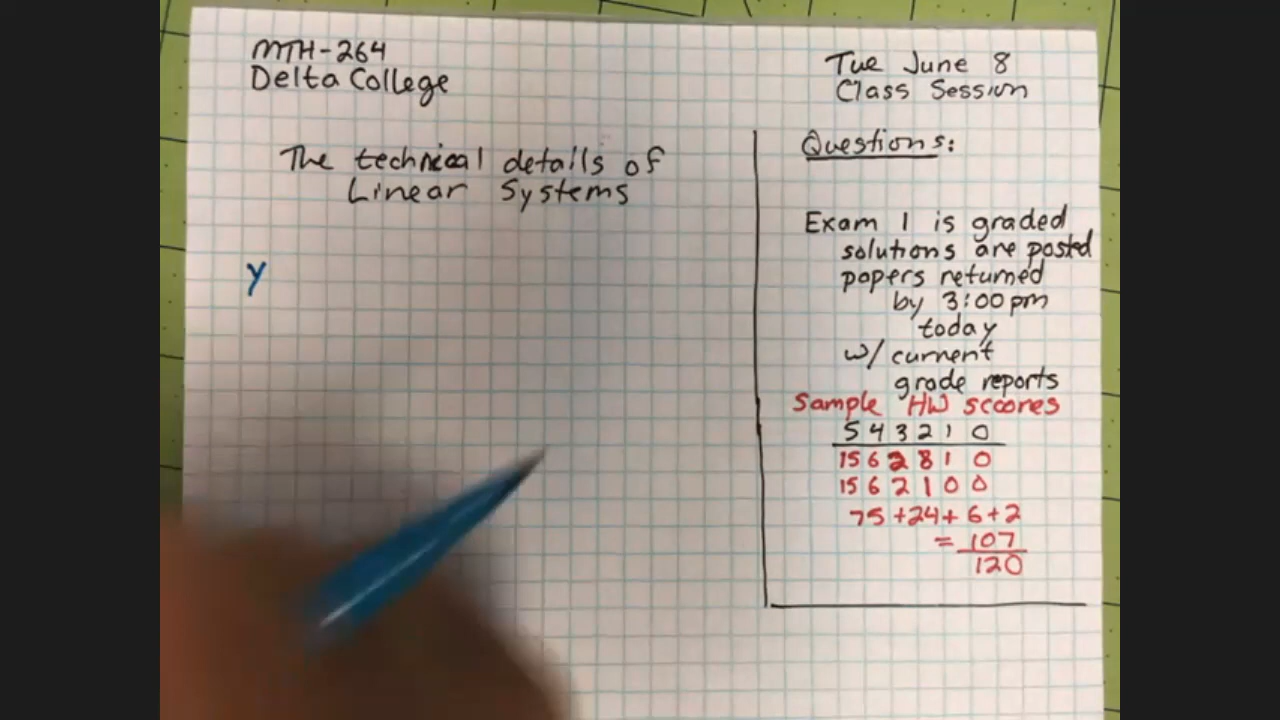 MTH-264
Delta College
Tue June 8
Class Session
The technical details of
Linear Systems
y
Questions:
Exam 1 is graded
solutions are posted
papers returned
by 3:00pm
today
w/ current
grade reports
Sample HW scores
5 4 3 2 1 0
15 6 2 8 1 0
15 6 2 1 0 0
75 + 24 + 6 + 2
= 107
120